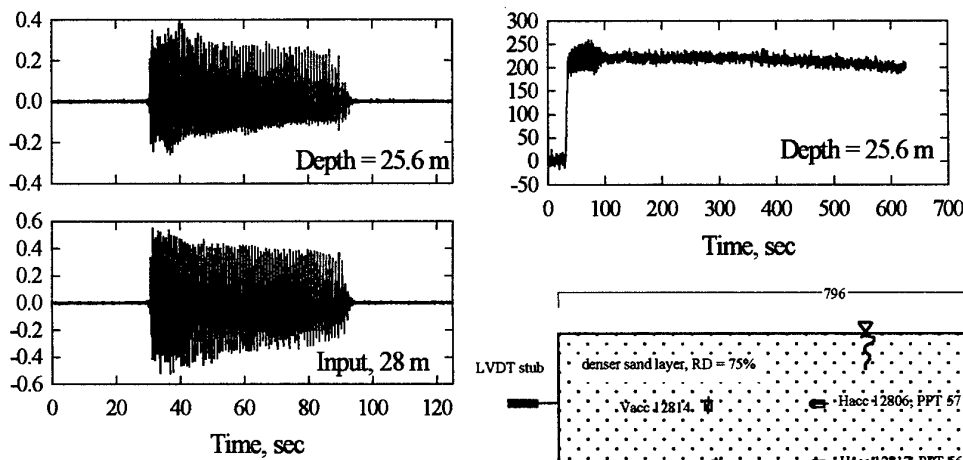 0.4
0.2
0.0
-0.2
0.4
Depth = 25.6 m
0.6
0.4
0.2
0.0
-0.2
-0.4
-0.6
Input, 28 m
0 20 40 60 80 100 120
Time, sec
300
250
200
150
100
50
0
-50
Depth = 25.6 m
0 100 200 300 400 500 600 700
Time, sec
796
LVDT stub
denser sand layer, RD = 75%
Vacc 12814
Hacc 12806, PPT 57